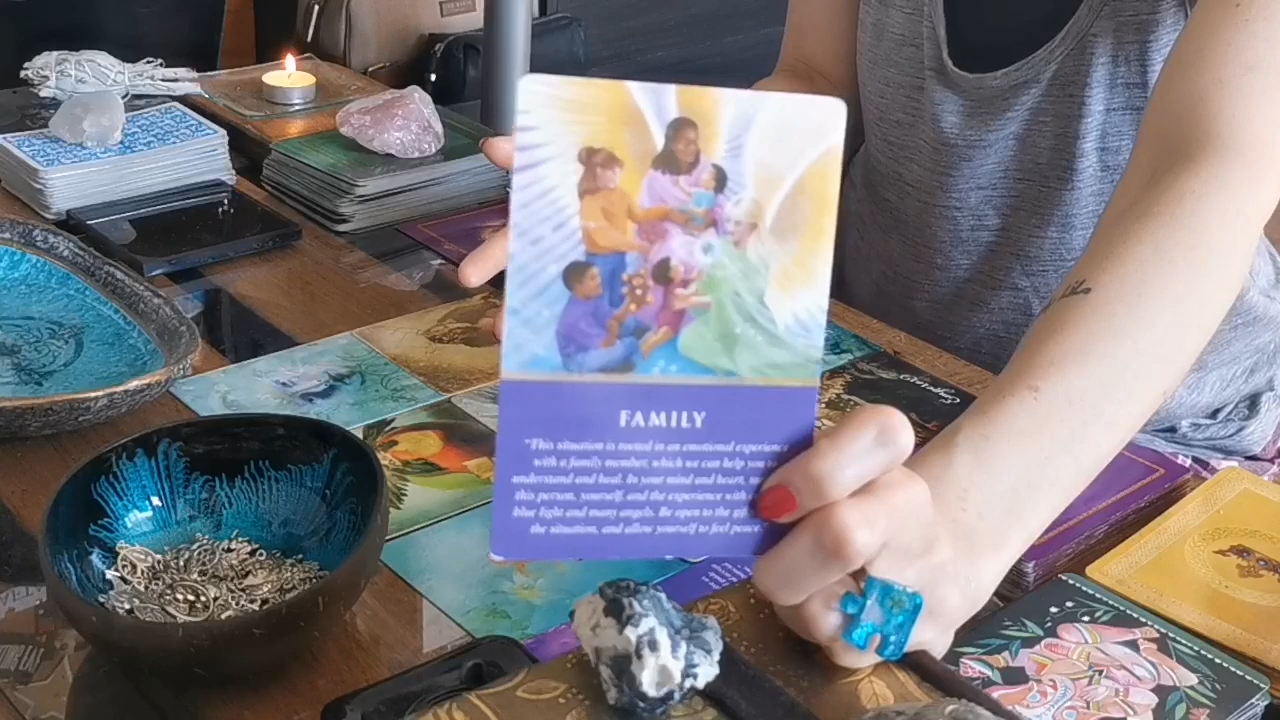 FAMILY
"This situation is rooted in an emotional experience
with a family member, which we can help you
understand and heal. In your mind and heart,
this person, yourself, and the experience with
blue light and many angels. Be open to the
the situation, and allow yourself to feel peace